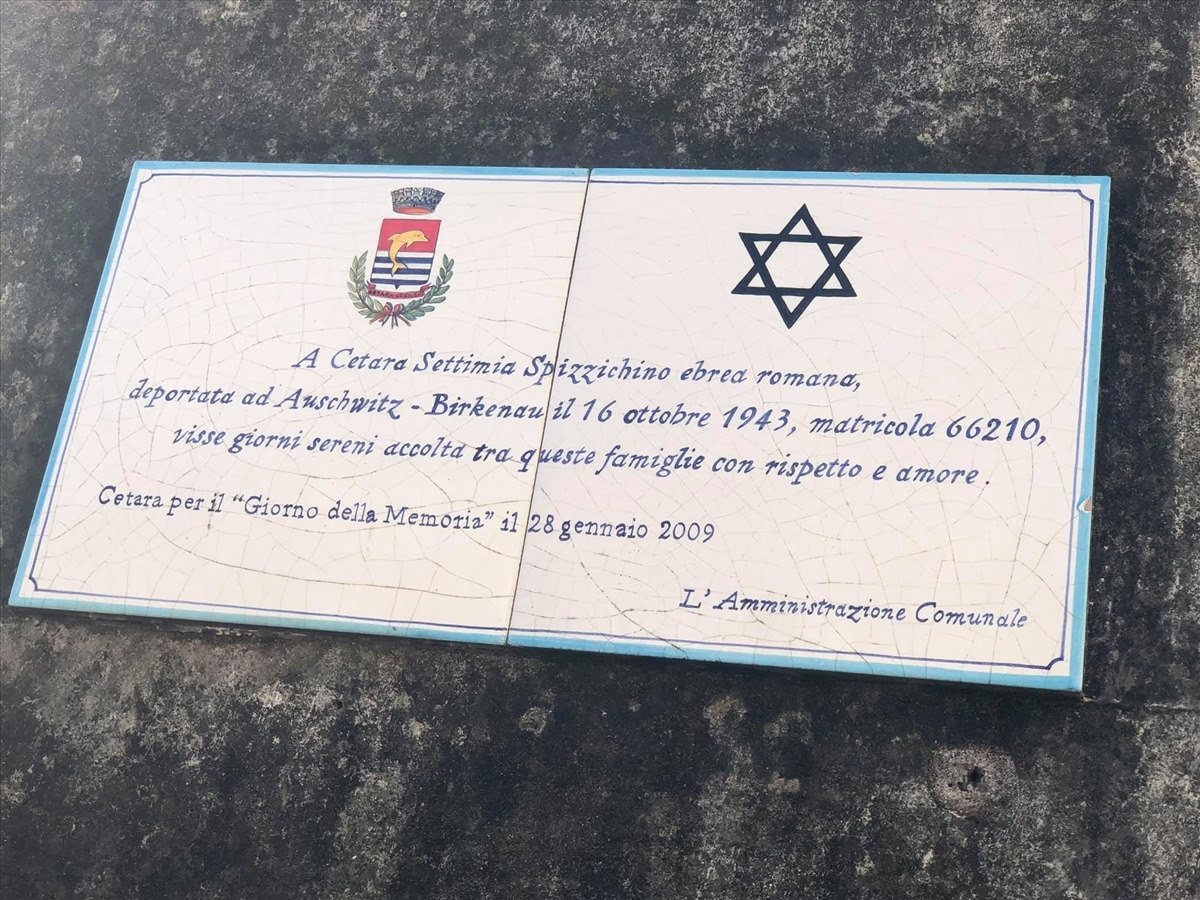 A Cetara Settimia Spizzichino ebrea romana,
deportata ad Auschwitz - Birkenau il 16 ottobre 1943, matricola 66210,
visse giorni sereni accolta tra queste famiglie con rispetto e amore.
Cetara per il "Giorno della Memoria" il 28 gennaio 2009
L' Amministrazione Comunale